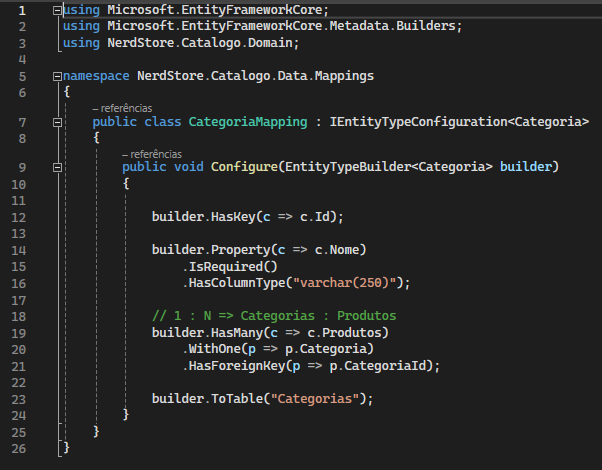 1 using Microsoft.EntityFrameworkCore;
2 using Microsoft.EntityFrameworkCore.Metadata.Builders;
3 using NerdStore.Catalogo.Domain;
4
5 namespace NerdStore.Catalogo.Data.Mappings
6 {
– referências
7 public class CategoriaMapping : IEntityTypeConfiguration<Categoria>
8 {
– referências
9 public void Configure(EntityTypeBuilder<Categoria> builder)
10 {
11
12 builder.HasKey(c => c.Id);
13
14 builder.Property(c => c.Nome)
15 .IsRequired()
16 .HasColumnType("varchar(250)");
17
18 // 1 : N => Categorias : Produtos
19 builder.HasMany(c => c.Produtos)
20 .WithOne(p => p.Categoria)
21 .HasForeignKey(p => p.CategoriaId);
22
23 builder.ToTable("Categorias");
24 }
25 }
26 }